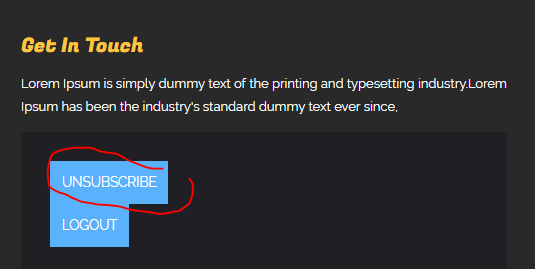 Get In Touch
Lorem Ipsum is simply dummy text of the printing and typesetting industry.Lorem
Ipsum has been the industry's standard dummy text ever since,
UNSUBSCRIBE
LOGOUT